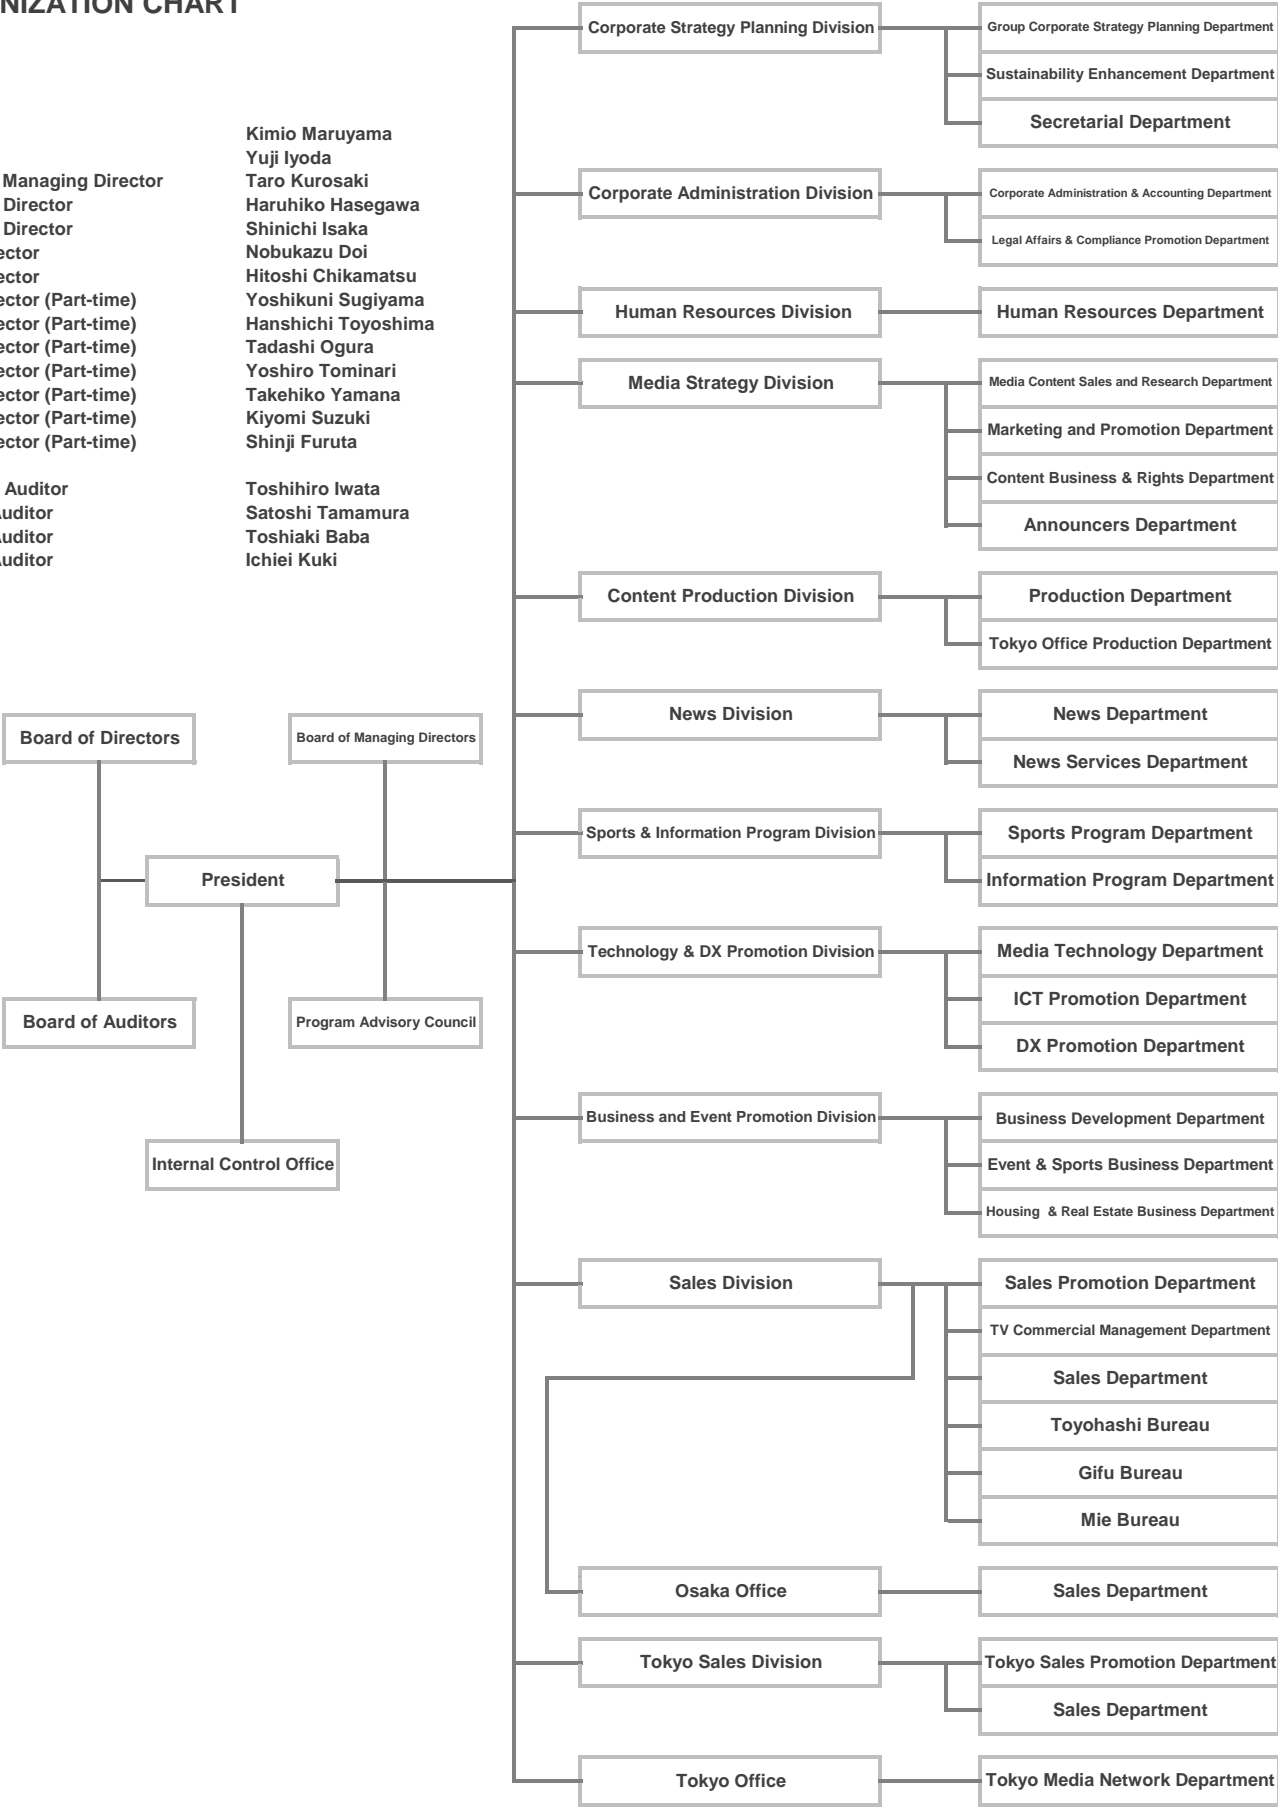 NIZATION CHART
Kimio Maruyama
Yuji Iyoda
Managing Director Taro Kurosaki
Director Haruhiko Hasegawa
Director Shinichi Isaka
ector Nobukazu Doi
ector Hitoshi Chikamatsu
ector (Part-time) Yoshikuni Sugiyama
ector (Part-time) Hanshichi Toyoshima
ector (Part-time) Tadashi Ogura
ector (Part-time) Yoshiro Tominari
ector (Part-time) Takehiko Yamana
ector (Part-time) Kiyomi Suzuki
ector (Part-time) Shinji Furuta
Auditor Toshihiro Iwata
Auditor Satoshi Tamamura
Auditor Toshiaki Baba
Auditor Ichiei Kuki
Board of Directors
Board of Managing Directors
President
Board of Auditors
Program Advisory Council
Internal Control Office
Corporate Strategy Planning Division
Group Corporate Strategy Planning Department
Sustainability Enhancement Department
Secretarial Department
Corporate Administration Division
Corporate Administration & Accounting Department
Legal Affairs & Compliance Promotion Department
Human Resources Division
Human Resources Department
Media Strategy Division
Media Content Sales and Research Department
Marketing and Promotion Department
Content Business & Rights Department
Announcers Department
Content Production Division
Production Department
Tokyo Office Production Department
News Division
News Department
News Services Department
Sports & Information Program Division
Sports Program Department
Information Program Department
Technology & DX Promotion Division
Media Technology Department
ICT Promotion Department
DX Promotion Department
Business and Event Promotion Division
Business Development Department
Event & Sports Business Department
Housing & Real Estate Business Department
Sales Division
Sales Promotion Department
TV Commercial Management Department
Sales Department
Toyohashi Bureau
Gifu Bureau
Mie Bureau
Osaka Office
Sales Department
Tokyo Sales Division
Tokyo Sales Promotion Department
Sales Department
Tokyo Office
Tokyo Media Network Department